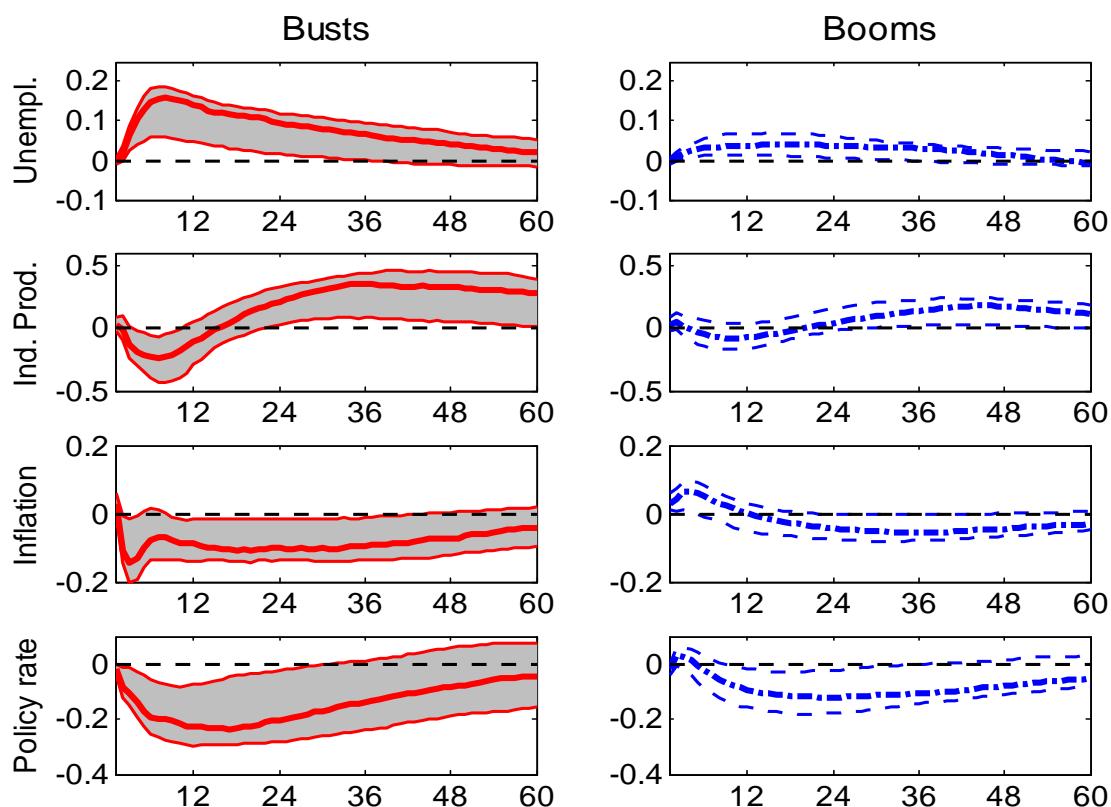 Busts Booms
Unempl.
0.2 0.2
0.1 0.1
0 0
-0.1 -0.1
12 24 36 48 60 12 24 36 48 60
Ind. Prod.
0.5 0.5
0 0
-0.5 -0.5
12 24 36 48 60 12 24 36 48 60
Inflation
0.2 0.2
0 0
-0.2 -0.2
12 24 36 48 60 12 24 36 48 60
Policy rate
0 0
-0.2 -0.2
-0.4 -0.4
12 24 36 48 60 12 24 36 48 60